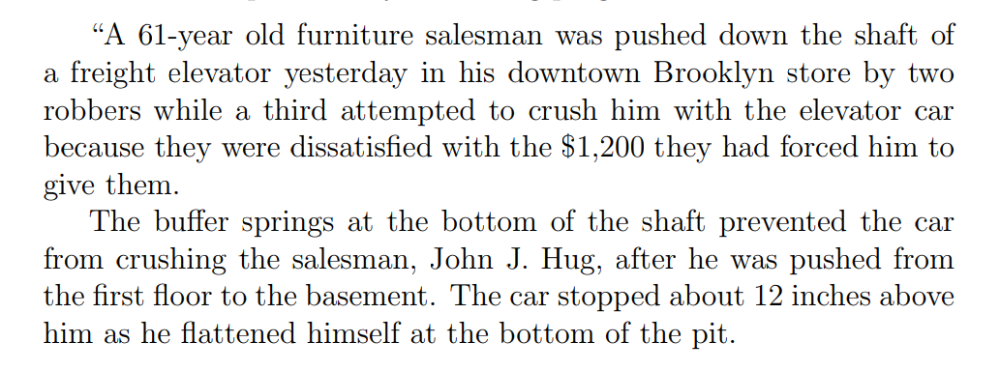 “A 61-year old furniture salesman was pushed down the shaft of
a freight elevator yesterday in his downtown Brooklyn store by two
robbers while a third attempted to crush him with the elevator car
because they were dissatisfied with the $1,200 they had forced him to
give them.
The buffer springs at the bottom of the shaft prevented the car
from crushing the salesman, John J. Hug, after he was pushed from
the first floor to the basement. The car stopped about 12 inches above
him as he flattened himself at the bottom of the pit.